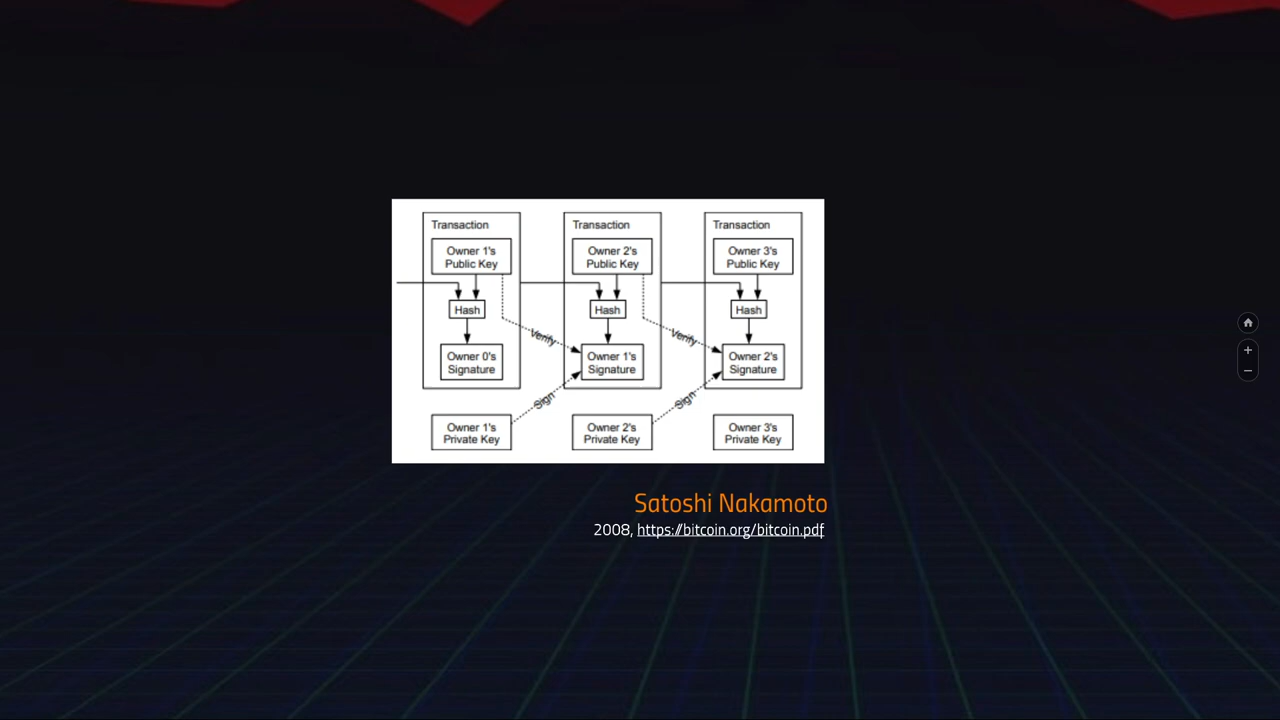 Transaction
Owner 1's
Public Key
Hash
Verify
Owner 0's
Signature
Sign
Owner 1's
Private Key
Transaction
Owner 2's
Public Key
Hash
Verify
Owner 1's
Signature
Sign
Owner 2's
Private Key
Transaction
Owner 3's
Public Key
Hash
Owner 2's
Signature
Owner 3's
Private Key
Satoshi Nakamoto
2008, https://bitcoin.org/bitcoin.pdf